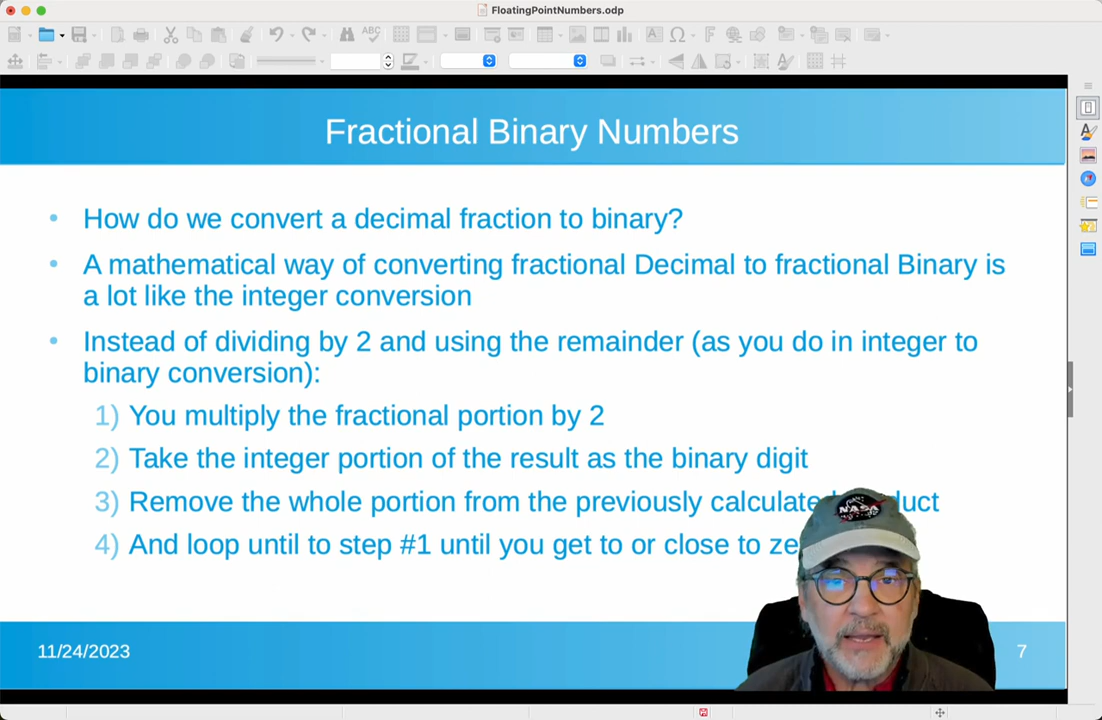 FloatingPointNumbers.odp
ABC
Fractional Binary Numbers
How do we convert a decimal fraction to binary?
A mathematical way of converting fractional Decimal to fractional Binary is
a lot like the integer conversion
Instead of dividing by 2 and using the remainder (as you do in integer to
binary conversion):
1) You multiply the fractional portion by 2
2) Take the integer portion of the result as the binary digit
3) Remove the whole portion from the previously calculated
4) And loop until to step #1 until you get to or close to
NASA
11/24/2023
7